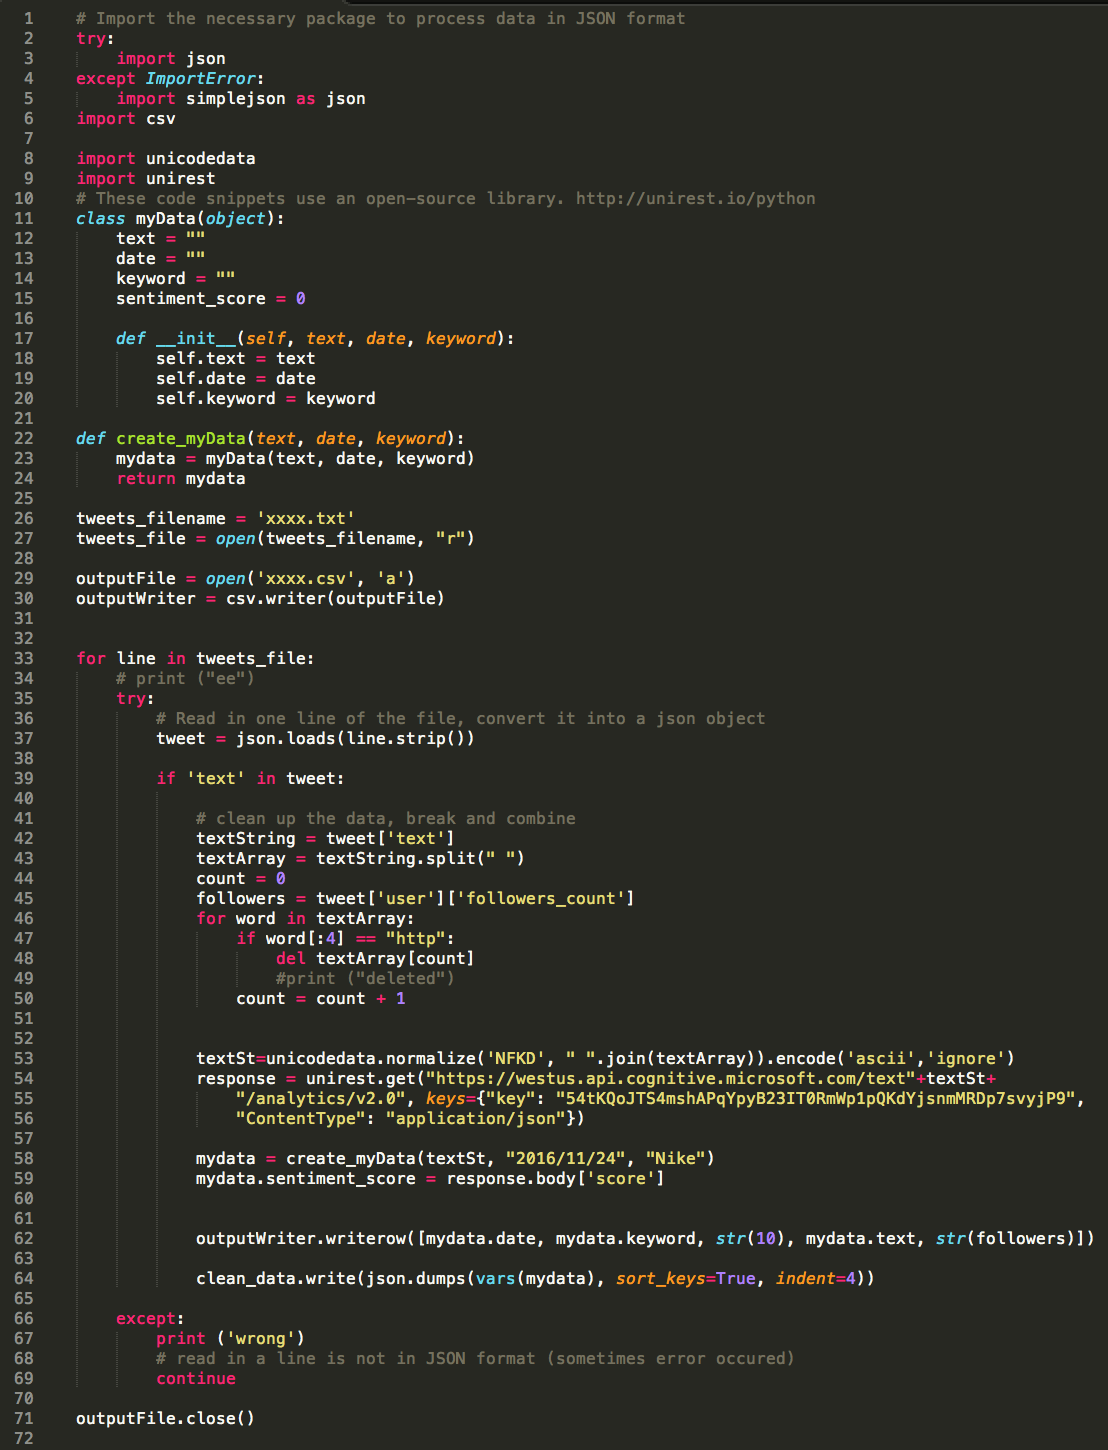 1 # Import the necessary package to process data in JSON format
2 try:
3     import json
4 except ImportError:
5     import simplejson as json
6 import csv
7
8 import unicodedata
9 import unirest
10 # These code snippets use an open-source library. http://unirest.io/python
11 class myData(object):
12     text = ""
13     date = ""
14     keyword = ""
15     sentiment_score = 0
16
17     def __init__(self, text, date, keyword):
18         self.text = text
19         self.date = date
20         self.keyword = keyword
21
22 def create_myData(text, date, keyword):
23     mydata = myData(text, date, keyword)
24     return mydata
25
26 tweets_filename = 'xxxx.txt'
27 tweets_file = open(tweets_filename, "r")
28
29 outputFile = open('xxxx.csv', 'a')
30 outputWriter = csv.writer(outputFile)
31
32
33 for line in tweets_file:
34     # print ("ee")
35     try:
36         # Read in one line of the file, convert it into a json object
37         tweet = json.loads(line.strip())
38
39         if 'text' in tweet:
40
41             # clean up the data, break and combine
42             textString = tweet['text']
43             textArray = textString.split(" ")
44             count = 0
45             followers = tweet['user']['followers_count']
46             for word in textArray:
47                 if word[:4] == "http":
48                     del textArray[count]
49                     #print ("deleted")
50                 count = count + 1
51
52
53             textSt=unicodedata.normalize('NFKD', " ".join(textArray)).encode('ascii','ignore')
54             response = unirest.get("https://westus.api.cognitive.microsoft.com/text"+textSt+
55                 "/analytics/v2.0", keys={"key": "54tKQoJTS4mshAPqYpyB23IT0RmWp1pQKdYjsnmMRDp7svyjP9",
56                 "ContentType": "application/json"})
57
58             mydata = create_myData(textSt, "2016/11/24", "Nike")
59             mydata.sentiment_score = response.body['score']
60
61
62             outputWriter.writerow([mydata.date, mydata.keyword, str(10), mydata.text, str(followers)])
63
64             clean_data.write(json.dumps(vars(mydata), sort_keys=True, indent=4))
65
66     except:
67         print ('wrong')
68         # read in a line is not in JSON format (sometimes error occured)
69         continue
70
71 outputFile.close()
72